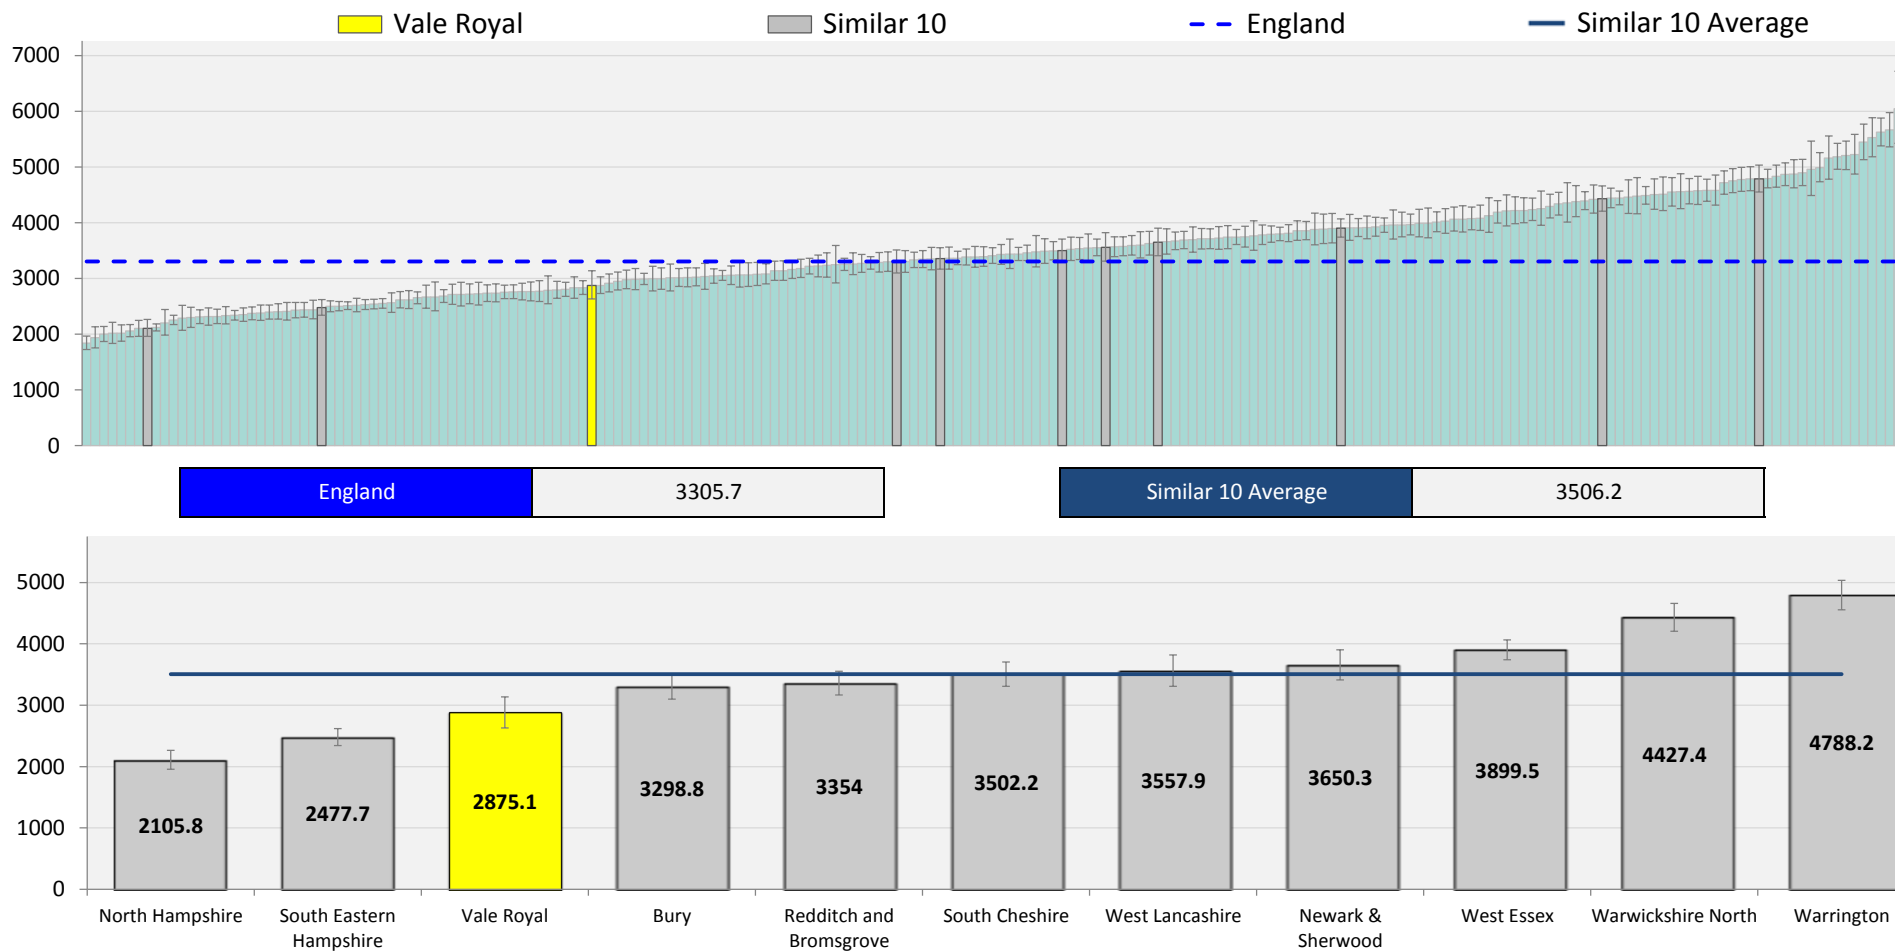 Vale Royal
Similar 10
England
Similar 10 Average
7000
6000
5000
4000
3000
2000
1000
0
England
3305.7
Similar 10 Average
3506.2
5000
4000
3000
2000
1000
0
2105.8
2477.7
2875.1
3298.8
3354
3502.2
3557.9
3650.3
3899.5
4427.4
4788.2
North Hampshire
South Eastern
Hampshire
Vale Royal
Bury
Redditch and
Bromsgrove
South Cheshire
West Lancashire
Newark &
Sherwood
West Essex
Warwickshire North
Warrington